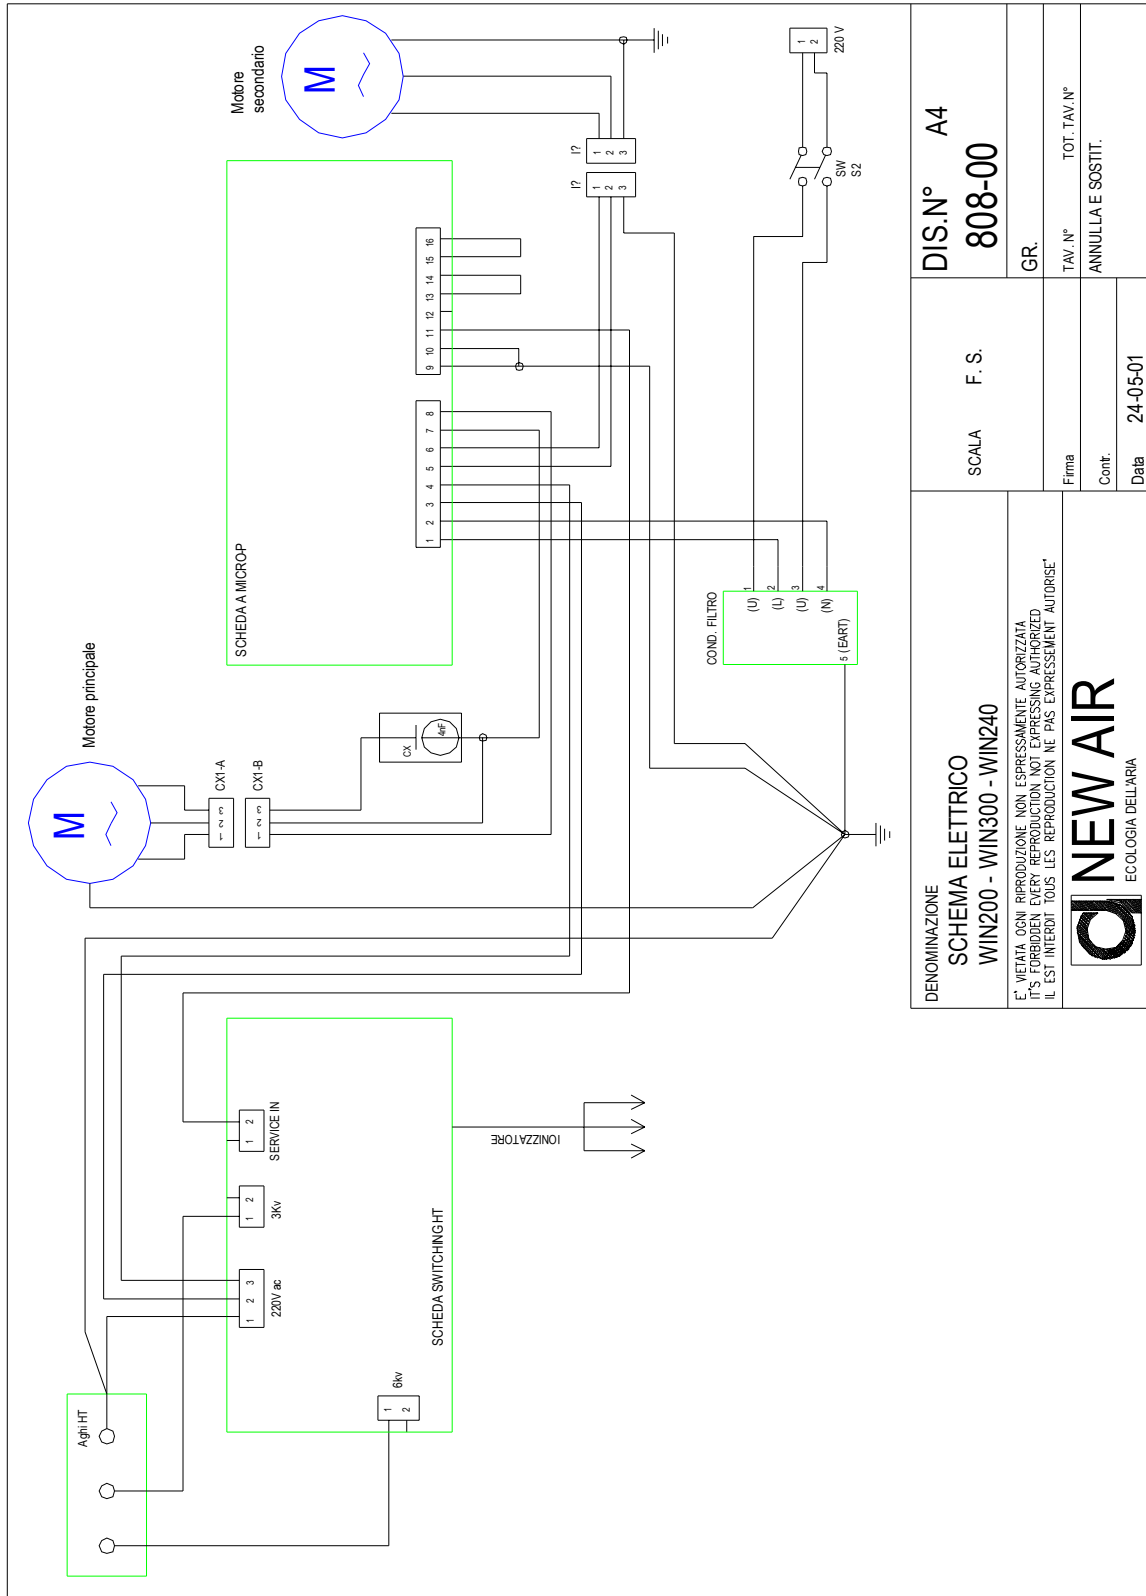 Aghi HT
6kv
1
2
SCHEDA SWITCHING HT
220V ac
1 2 3
3Kv
1 2
SERVICE IN
1 2
IONIZZATORE
Motore principale
M
CX1-A
1 2 3
CX1-B
1 2 3
CX
4nF
SCHEDA A MICRO-P
1 2 3 4 5 6 7 8
9 10 11 12 13 14 15 16
Motore
secondario
M
I?
1 2 3
I?
1 2 3
COND. FILTRO
1 2 3 4
(U) (L) (U) (N)
5 (EART)
SW
S2
220 V
1
2
DENOMINAZIONE
SCHEMA ELETTRICO
WIN200 - WIN300 - WIN240
E' VIETATA OGNI RIPRODUZIONE NON ESPRESSAMENTE AUTORIZZATA
IT'S FORBIDDEN EVERY REPRODUCTION NOT EXPRESSING AUTHORIZED
IL EST INTERDIT TOUS LES REPRODUCTION NE PAS EXPRESSEMENT AUTORISE'
NEW AIR
ECOLOGIA DELL'ARIA
SCALA F. S.
Firma
Contr.
Data 24-05-01
DIS.N° A4
808-00
GR.
TAV. N° TOT. TAV. N°
ANNULLA E SOSTIT.